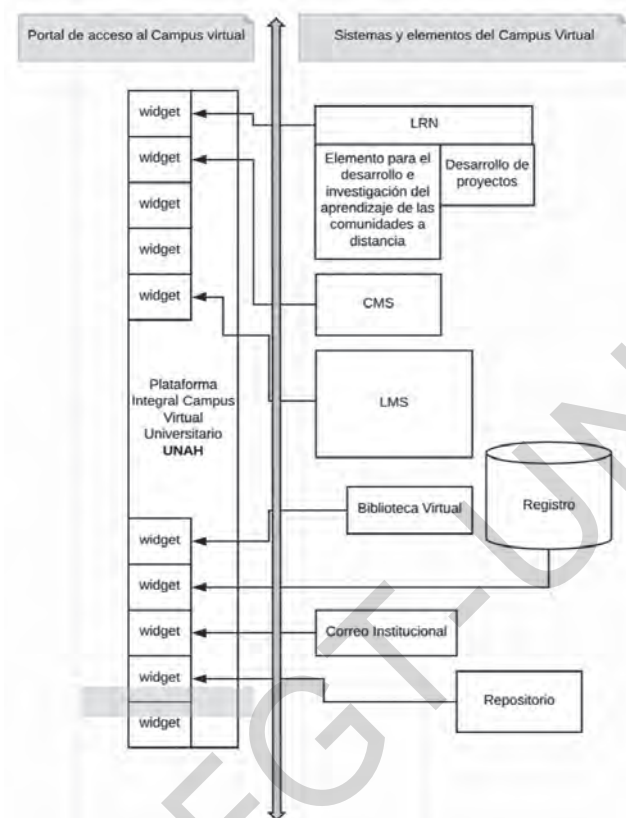 Portal de acceso al Campus virtual
Sistemas y elementos del Campus Virtual
widget
widget
widget
widget
widget
Plataforma
Integral Campus
Virtual
Universitario
UNAH
widget
widget
widget
widget
widget
LRN
Elemento para el
desarrollo e
investigación del
aprendizaje de las
comunidades a
distancia
Desarrollo de
proyectos
CMS
LMS
Biblioteca Virtual
Registro
Correo Institucional
Repositorio